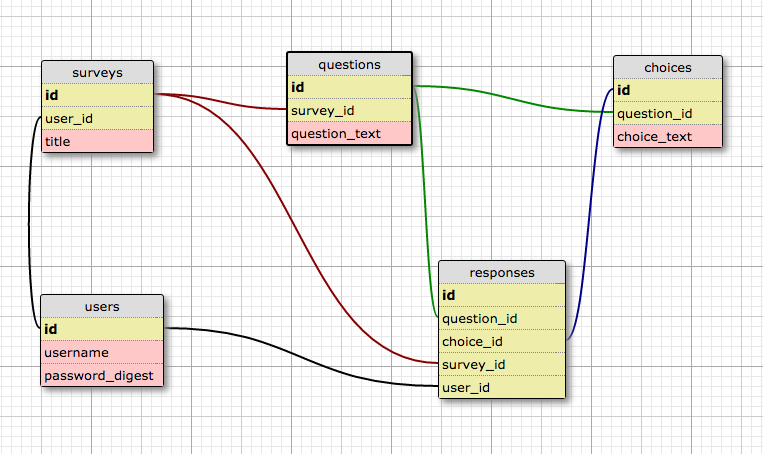 surveys
id
user_id
title
questions
id
survey_id
question_text
choices
id
question_id
choice_text
users
id
username
password_digest
responses
id
question_id
choice_id
survey_id
user_id